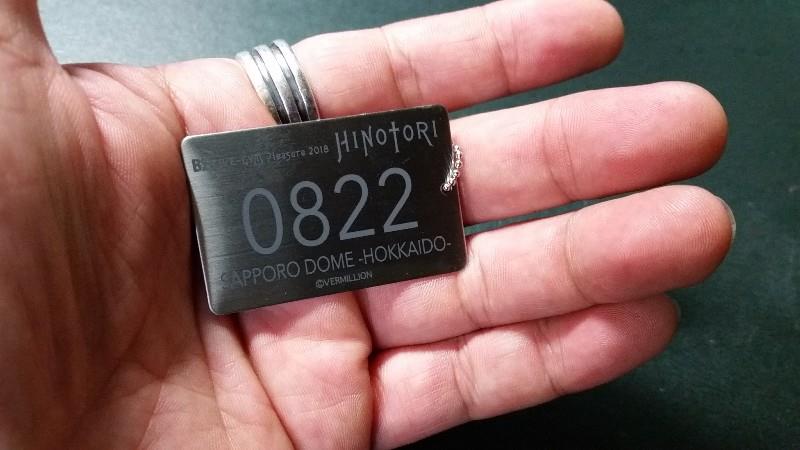 B'z LIVE-GYM Pleasure 2018 HINOTORI
0822
SAPPORO DOME -HOKKAIDO-
©VERMILLION